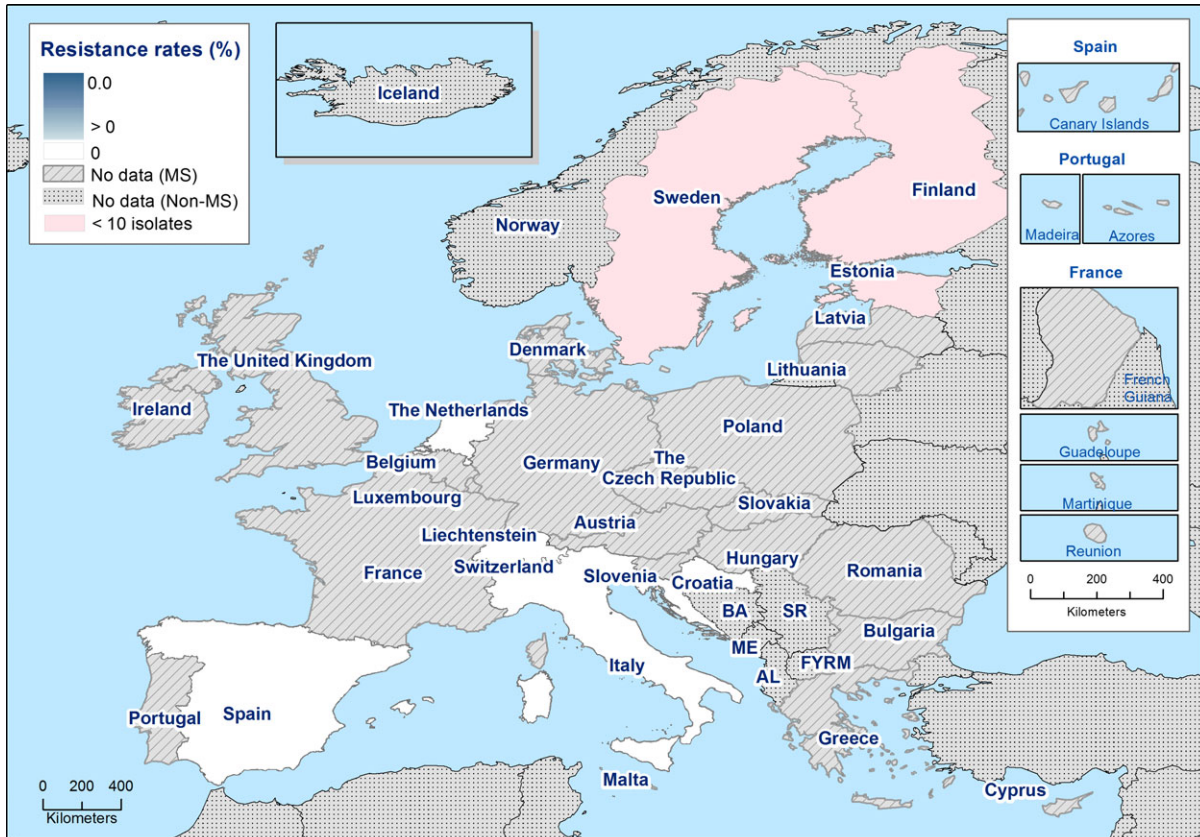 Resistance rates (%)
0.0
> 0
0
No data (MS)
No data (Non-MS)
< 10 isolates
Iceland
Norway
Sweden
Finland
Estonia
Latvia
Lithuania
Denmark
The United Kingdom
Ireland
The Netherlands
Belgium
Luxembourg
Germany
Poland
The
Czech Republic
Slovakia
Austria
Liechtenstein
Switzerland
France
Hungary
Slovenia
Croatia
Romania
BA
SR
Bulgaria
ME
FYRM
AL
Italy
Portugal
Spain
Greece
Malta
Cyprus
0 200 400
Kilometers
Spain
Canary Islands
Portugal
Madeira
Azores
France
French
Guiana
Guadeloupe
Martinique
Reunion
0 200 400
Kilometers